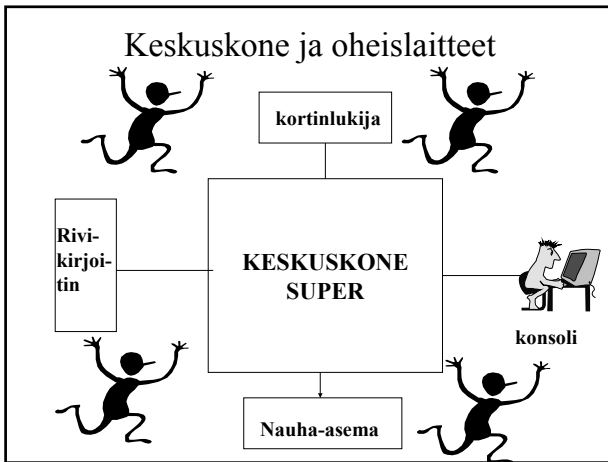 Keskuskone ja oheislaitteet
kortinlukija
Rivi-
kirjoi-
tin
KESKUSKONE
SUPER
konsoli
Nauha-asema